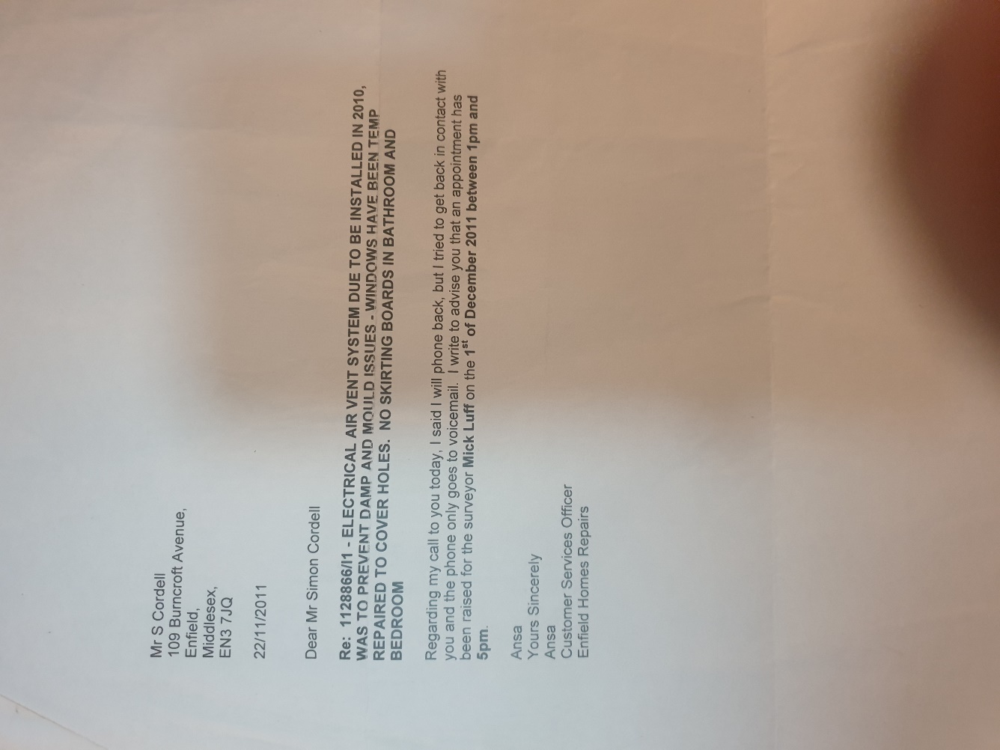 Mr S Cordell
109 Burncroft Avenue,
Enfield,
Middlesex,
EN3 7JQ
22/11/2011
Dear Mr Simon Cordell
Re: 1128866/I1 - ELECTRICAL AIR VENT SYSTEM DUE TO BE INSTALLED IN 2010,
WAS TO PREVENT DAMP AND MOULD ISSUES - WINDOWS HAVE BEEN TEMP
REPAIRED TO COVER HOLES. NO SKIRTING BOARDS IN BATHROOM AND
BEDROOM
Regarding my call to you today, I said I will phone back, but I tried to get back in contact with
you and the phone only goes to voicemail. I write to advise you that an appointment has
been raised for the surveyor Mick Luff on the 1st of December 2011 between 1pm and
5pm.
Ansa
Yours Sincerely
Ansa
Customer Services Officer
Enfield Homes Repairs